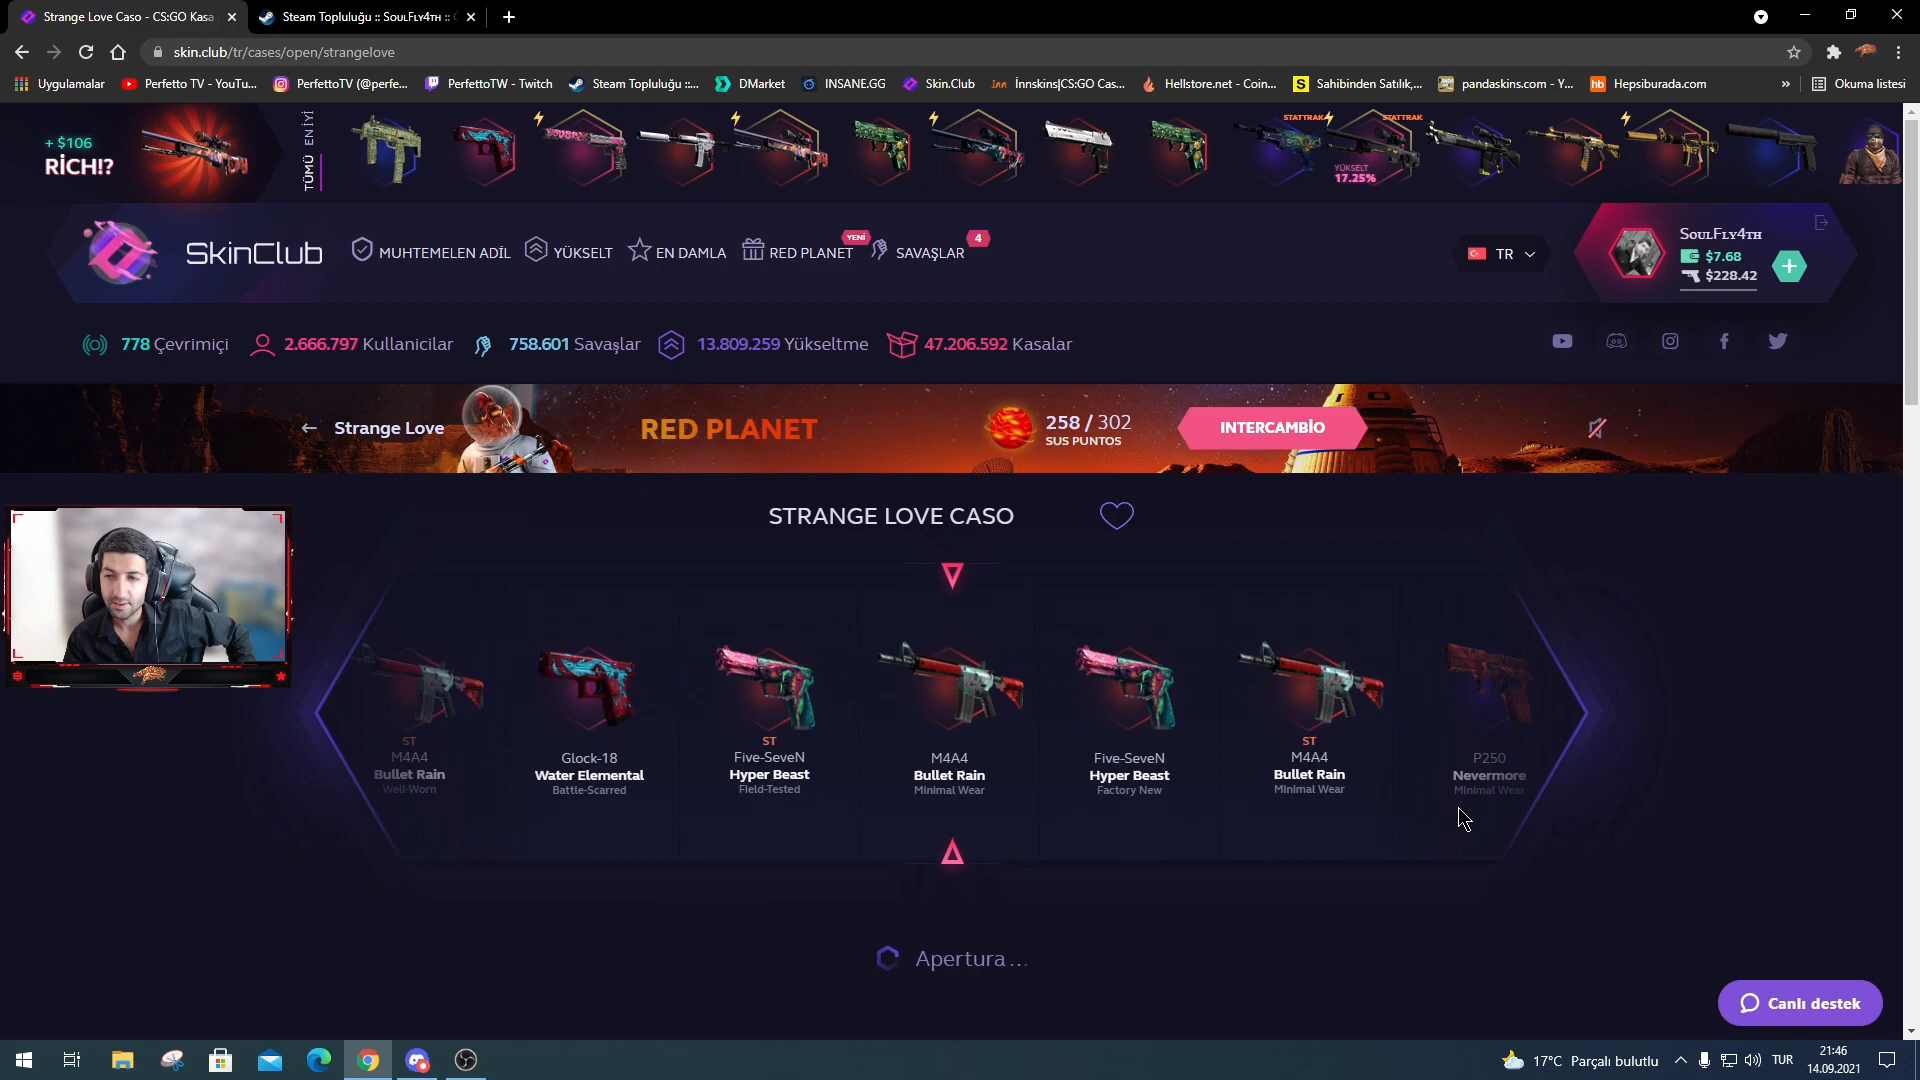 Strange Love Caso - CS:GO Kasa
Steam Topluluğu :: SoulFly4th ::
skin.club/tr/cases/open/strangelove
Uygulamalar
Perfetto TV - YouTu...
PerfettoTV (@perfe...
PerfettoTW - Twitch
Steam Topluluğu ::...
DMarket
INSANE.GG
Skin.Club
İnnskins|CS:GO Cas...
Hellstore.net - Coin...
Sahibinden Satılık,...
pandaskins.com - Y...
Hepsiburada.com
»
Okuma listesi
+ $106
RİCH!?
TÜMÜ EN İYİ
STATTRAK
STATTRAK
YÜKSELT
17.25%
SKINCLUB
MUHTEMELEN ADİL
YÜKSELT
EN DAMLA
RED PLANET
YENİ
SAVAŞLAR
4
TR
SoulFly4th
$7.68
$228.42
778 Çevrimiçi
2.666.797 Kullanicilar
758.601 Savaşlar
13.809.259 Yükseltme
47.206.592 Kasalar
Strange Love
RED PLANET
258 / 302
SUS PUNTOS
INTERCAMBİO
STRANGE LOVE CASO
ST
M4A4
Bullet Rain
Well-Worn
Glock-18
Water Elemental
Battle-Scarred
ST
Five-SeveN
Hyper Beast
Field-Tested
M4A4
Bullet Rain
Minimal Wear
Five-SeveN
Hyper Beast
Factory New
ST
M4A4
Bullet Rain
Minimal Wear
P250
Nevermore
Minimal Wear
Apertura...
Canlı destek
17°C Parçalı bulutlu
TUR
21:46
14.09.2021